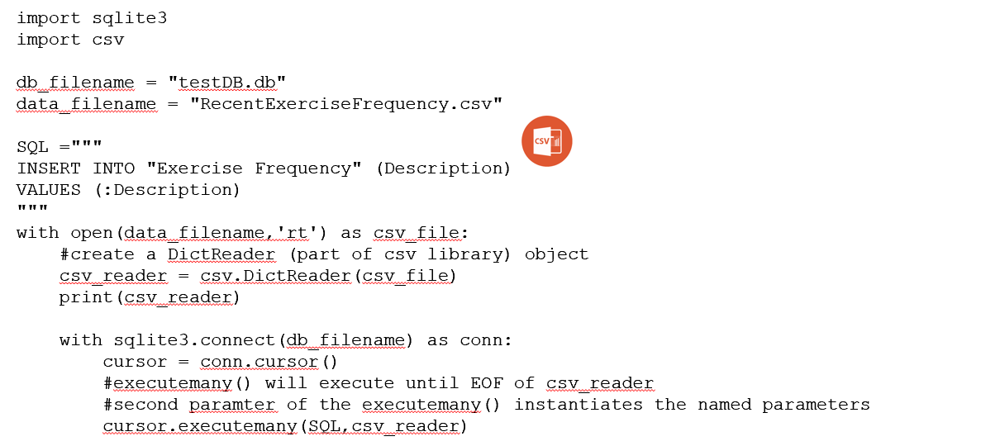 import sqlite3
import csv
db_filename = "testDB.db"
data_filename = "RecentExerciseFrequency.csv"
CSV
SQL ="""
INSERT INTO "Exercise Frequency" (Description)
VALUES (:Description)
"""
with open(data_filename,'rt') as csv_file:
    #create a DictReader (part of csv library) object
    csv_reader = csv.DictReader(csv_file)
    print(csv_reader)
    with sqlite3.connect(db_filename) as conn:
        cursor = conn.cursor()
        #executemany() will execute until EOF of csv_reader
        #second paramter of the executemany() instantiates the named parameters
        cursor.executemany(SQL,csv_reader)